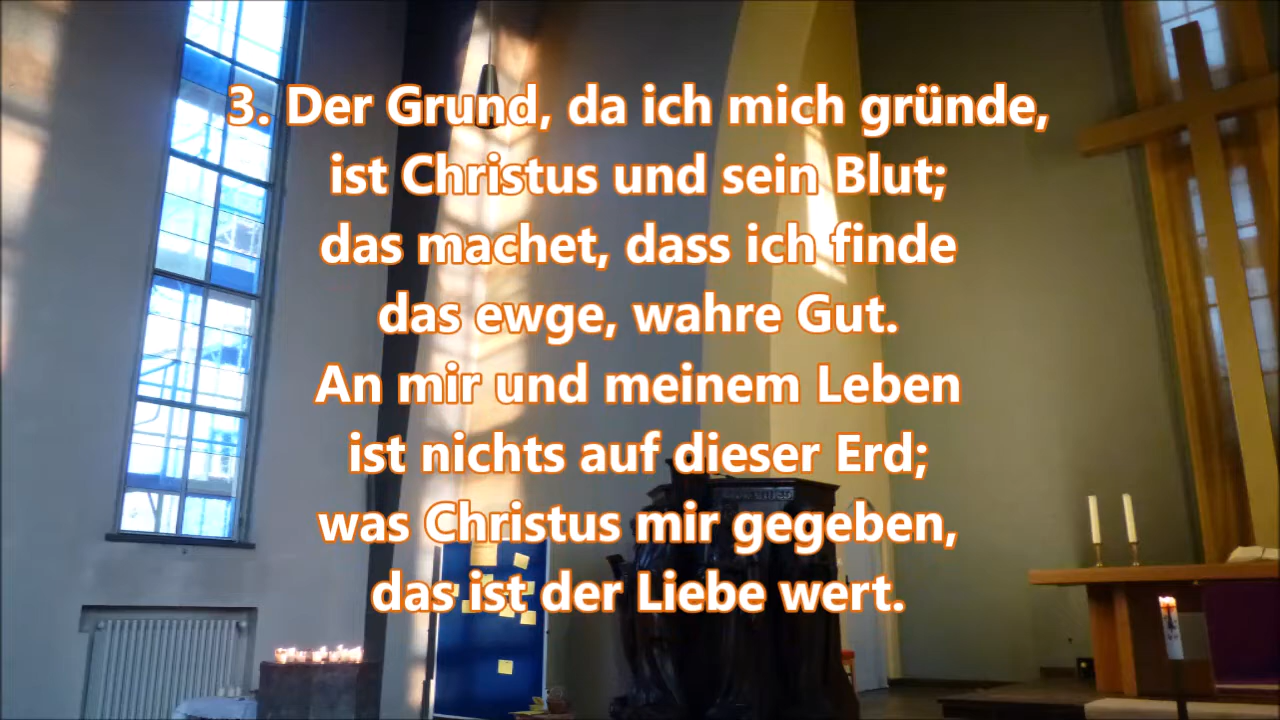 3. Der Grund, da ich mich gründe,
ist Christus und sein Blut;
das machet, dass ich finde
das ewge, wahre Gut.
An mir und meinem Leben
ist nichts auf dieser Erd;
was Christus mir gegeben,
das ist der Liebe wert.